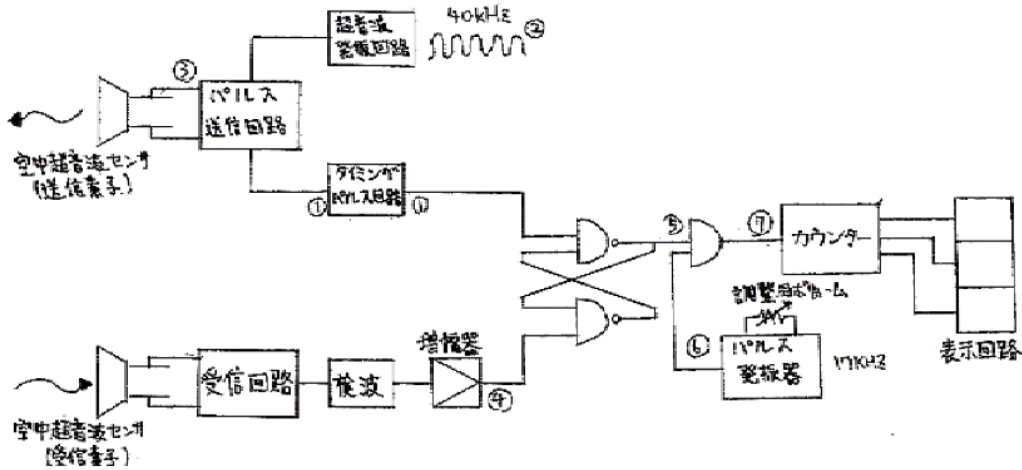 超音波
発振回路
40kHz
②
③
パルス
送信回路
空中超音波センサ
(送信素子)
タイミング
パルス回路
①
①
⑤
⑦
カウンター
調整用ボリューム
⑥
パルス
発振器
17KHz
表示回路
増幅器
受信回路
検波
④
空中超音波センサ
(受信素子)